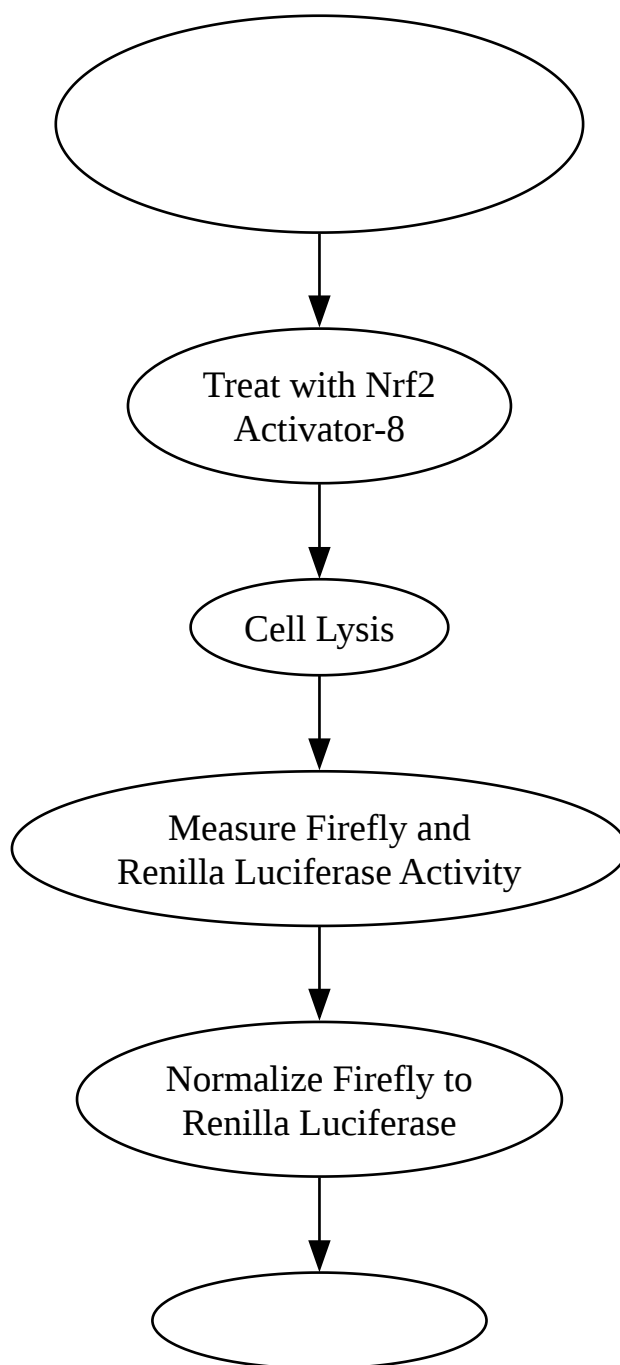 Treat with Nrf2
Activator-8
Cell Lysis
Measure Firefly and
Renilla Luciferase Activity
Normalize Firefly to
Renilla Luciferase